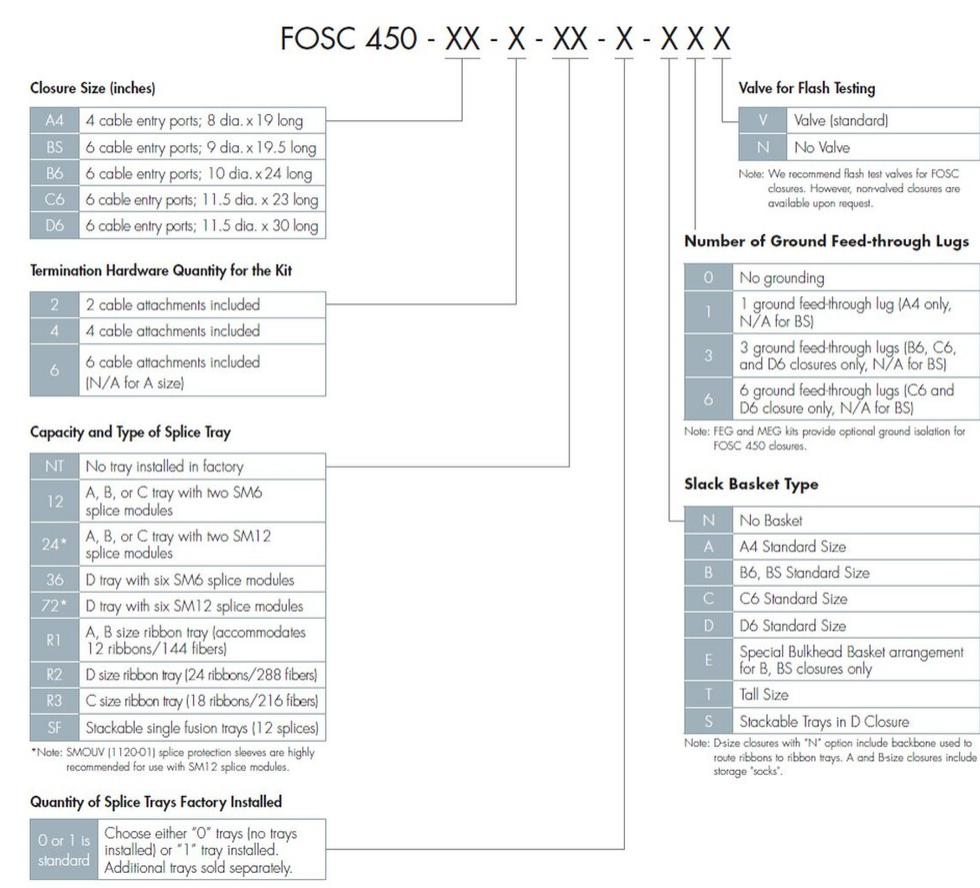 FOSC 450 - XX - X - XX - X - X X X
Closure Size (inches)
A4 4 cable entry ports; 8 dia. x 19 long
BS 6 cable entry ports; 9 dia. x 19.5 long
B6 6 cable entry ports; 10 dia. x 24 long
C6 6 cable entry ports; 11.5 dia. x 23 long
D6 6 cable entry ports; 11.5 dia. x 30 long
Termination Hardware Quantity for the Kit
2 2 cable attachments included
4 4 cable attachments included
6 6 cable attachments included
(N/A for A size)
Capacity and Type of Splice Tray
NT No tray installed in factory
12 A, B, or C tray with two SM6
splice modules
24* A, B, or C tray with two SM12
splice modules
36 D tray with six SM6 splice modules
72* D tray with six SM12 splice modules
R1 A, B size ribbon tray (accommodates
12 ribbons/144 fibers)
R2 D size ribbon tray (24 ribbons/288 fibers)
R3 C size ribbon tray (18 ribbons/216 fibers)
SF Stackable single fusion trays (12 splices)
*Note: SMOUV (1120-01) splice protection sleeves are highly
recommended for use with SM12 splice modules.
Quantity of Splice Trays Factory Installed
0 or 1 is
standard
Choose either "0" trays (no trays
installed) or "1" tray installed.
Additional trays sold separately.
Valve for Flash Testing
V Valve (standard)
N No Valve
Note: We recommend flash test valves for FOSC
closures. However, non-valved closures are
available upon request.
Number of Ground Feed-through Lugs
0 No grounding
1 1 ground feed-through lug (A4 only,
N/A for BS)
3 3 ground feed-through lugs (B6, C6,
and D6 closures only, N/A for BS)
6 6 ground feed-through lugs (C6 and
D6 closure only, N/A for BS)
Note: FEG and MEG kits provide optional ground isolation for
FOSC 450 closures.
Slack Basket Type
N No Basket
A A4 Standard Size
B B6, BS Standard Size
C C6 Standard Size
D D6 Standard Size
E Special Bulkhead Basket arrangement
for B, BS closures only
T Tall Size
S Stackable Trays in D Closure
Note: D-size closures with "N" option include backbone used to
route ribbons to ribbon trays. A and B-size closures include
storage "socks".